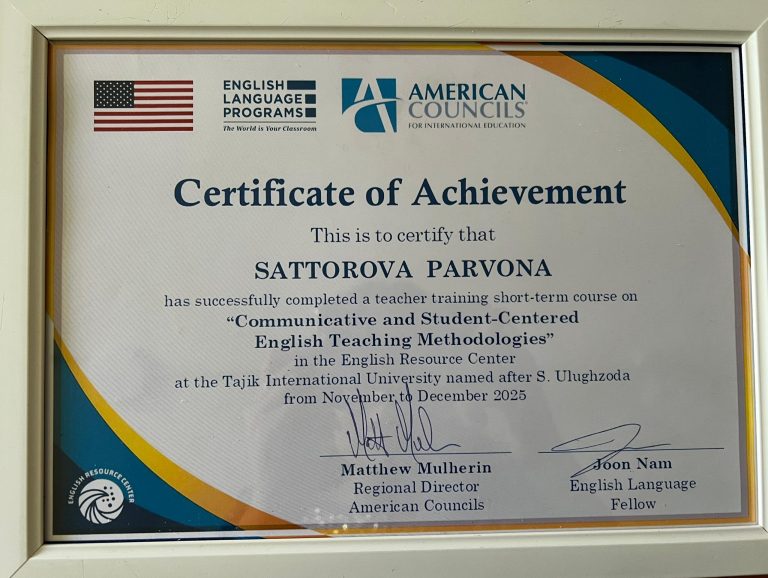 ENGLISH
LANGUAGE
PROGRAMS
The World is Your Classroom
AMERICAN
COUNCILS
FOR INTERNATIONAL EDUCATION
Certificate of Achievement
This is to certify that
SATTOROVA PARVONA
has successfully completed a teacher training short-term course on
“Communicative and Student-Centered
English Teaching Methodologies”
in the English Resource Center
at the Tajik International University named after S. Ulughzoda
from November to December 2025
Matthew Mulherin
Regional Director
American Councils
Joon Nam
English Language
Fellow
ENGLISH RESOURCE CENTER